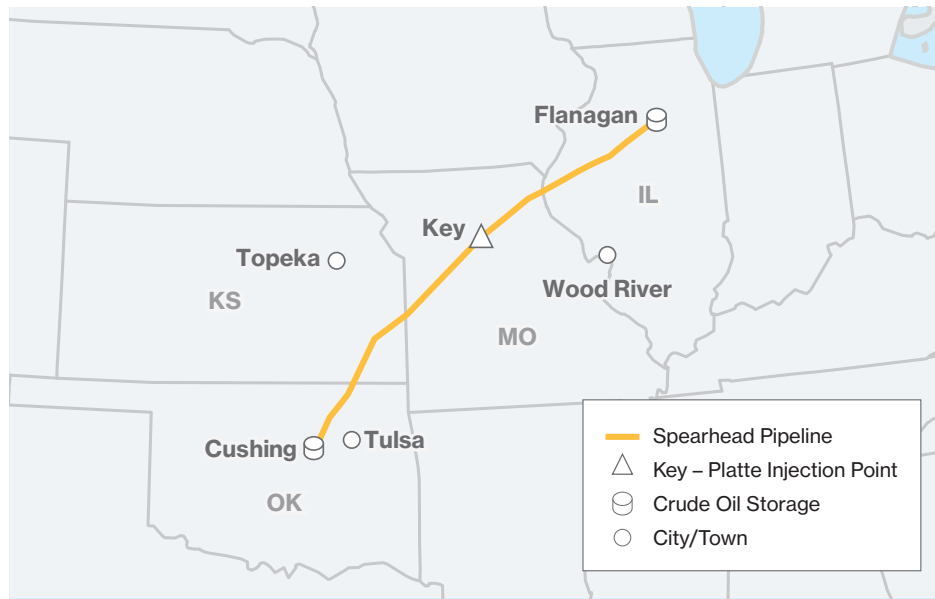 Flanagan
IL
Key
Topeka
KS
Wood River
MO
Cushing
Tulsa
OK
Spearhead Pipeline
Key – Platte Injection Point
Crude Oil Storage
City/Town